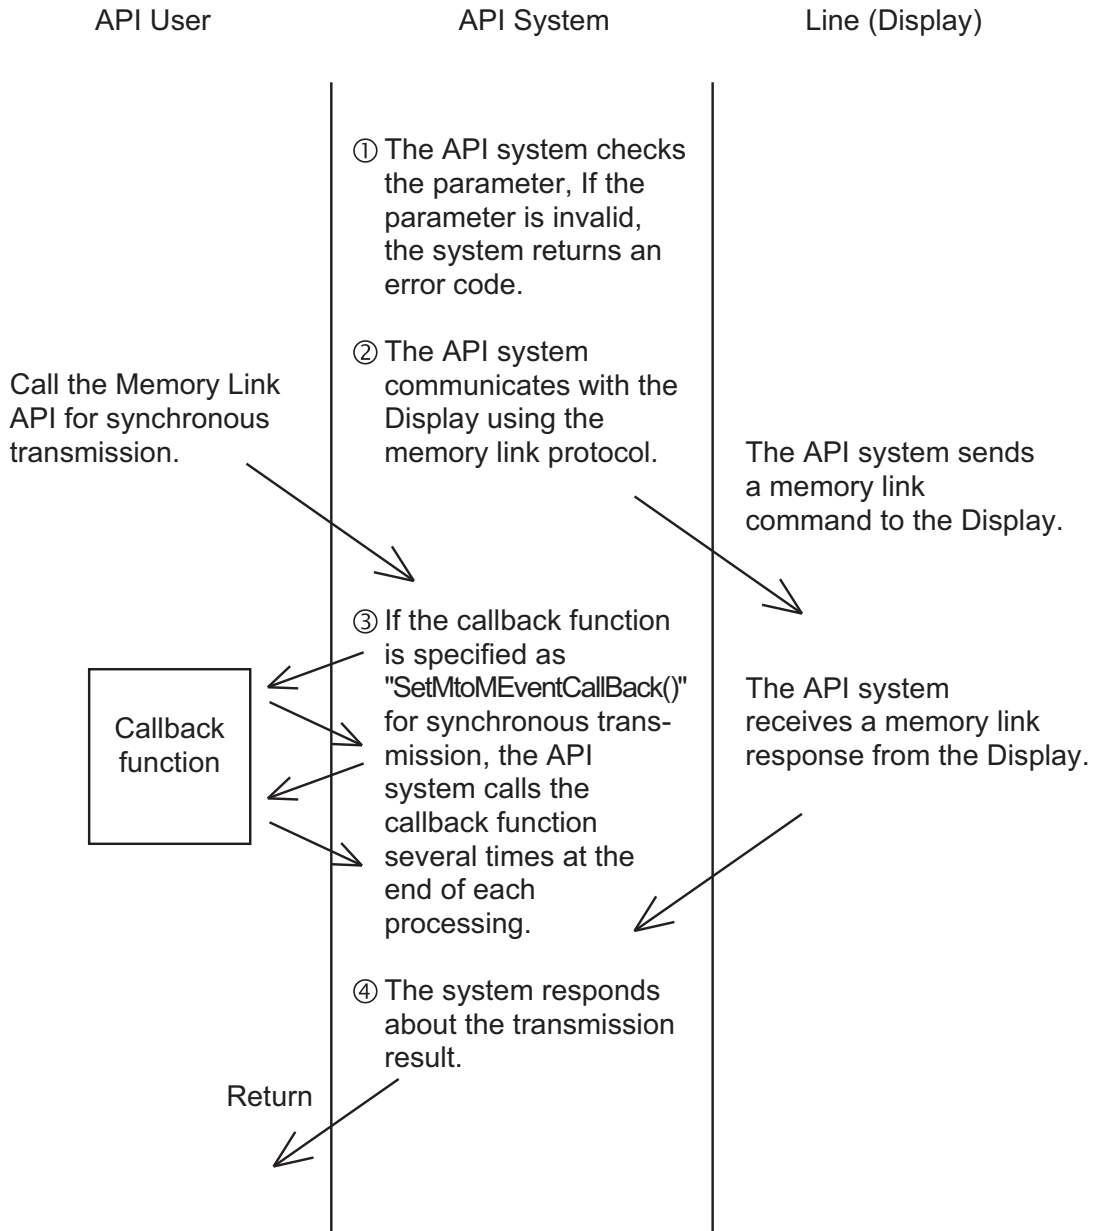 API User
API System
Line (Display)
① The API system checks
the parameter, If the
parameter is invalid,
the system returns an
error code.
② The API system
communicates with the
Display using the
memory link protocol.
Call the Memory Link
API for synchronous
transmission.
The API system sends
a memory link
command to the Display.
③ If the callback function
is specified as
"SetMtoMEventCallBack()"
for synchronous trans-
mission, the API
system calls the
callback function
several times at the
end of each
processing.
Callback
function
The API system
receives a memory link
response from the Display.
④ The system responds
about the transmission
result.
Return